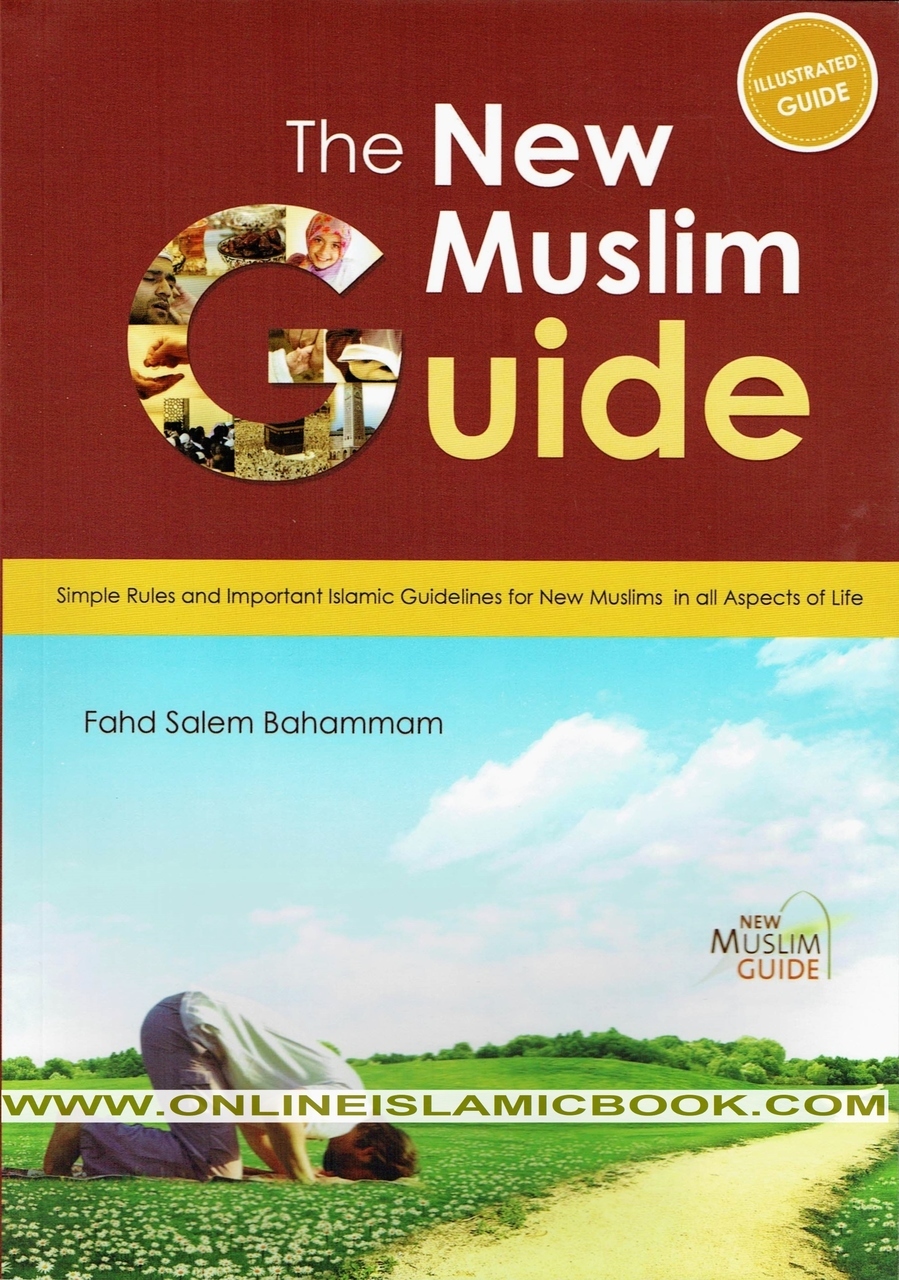 ILLUSTRATED
GUIDE
The New
Muslim
Guide
Simple Rules and Important Islamic Guidelines for New Muslims in all Aspects of Life
Fahd Salem Bahammam
NEW
MUSLIM
GUIDE
WWW.ONLINEISLAMICBOOK.COM